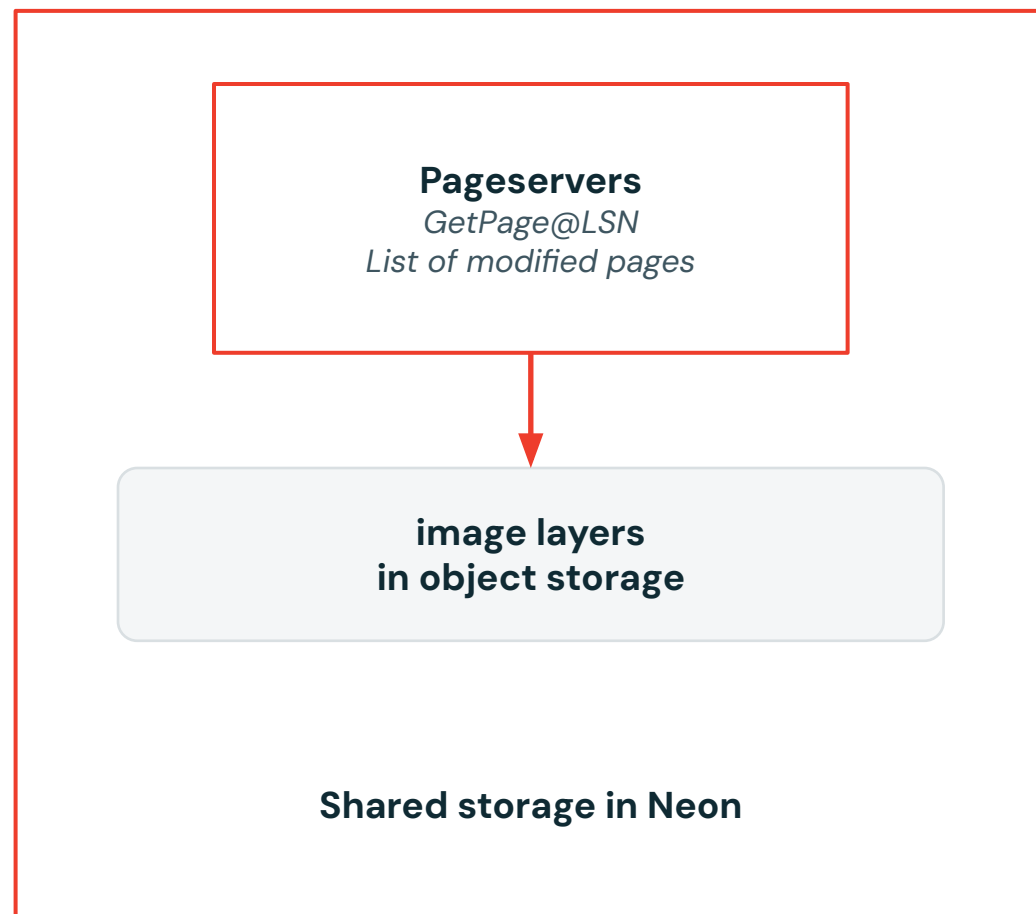 Pageservers
GetPage@LSN
List of modified pages
image layers
in object storage
Shared storage in Neon